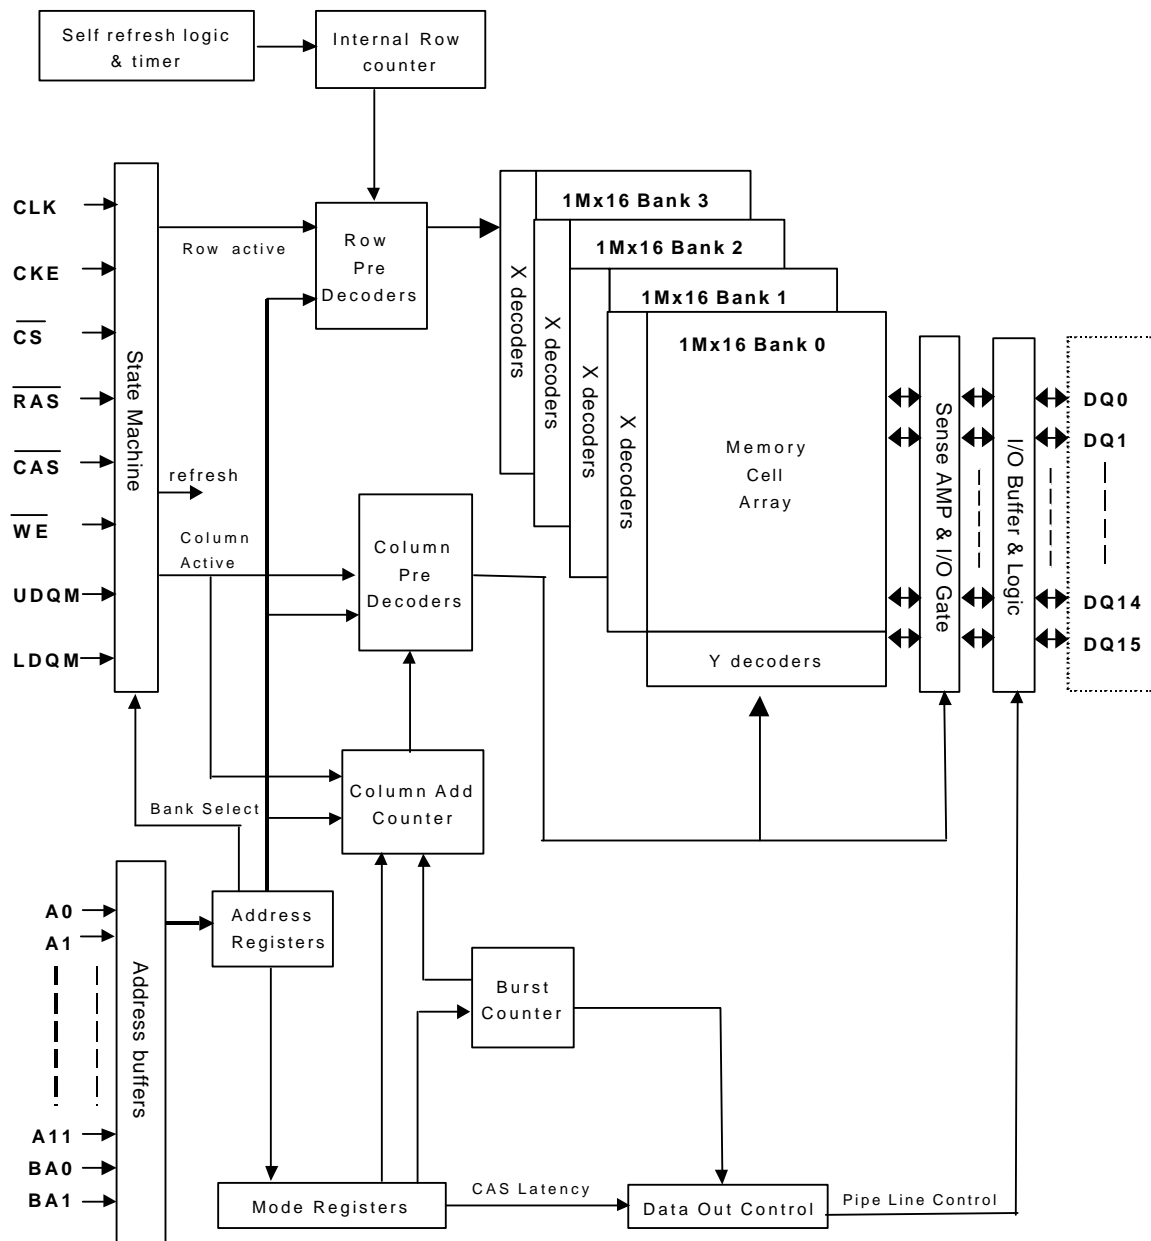 Self refresh logic
& timer
Internal Row
counter
CLK
CKE
CS
RAS
CAS
WE
UDQM
LDQM
State Machine
Row active
refresh
Column
Active
Bank Select
Row
Pre
Decoders
Column
Pre
Decoders
Column Add
Counter
1Mx16 Bank 3
1Mx16 Bank 2
1Mx16 Bank 1
1Mx16 Bank 0
X decoders
X decoders
X decoders
X decoders
Memory
Cell
Array
Y decoders
Sense AMP & I/O Gate
I/O Buffer & Logic
DQ0
DQ1
DQ14
DQ15
A0
A1
A11
BA0
BA1
Address buffers
Address
Registers
Burst
Counter
Mode Registers
CAS Latency
Data Out Control
Pipe Line Control